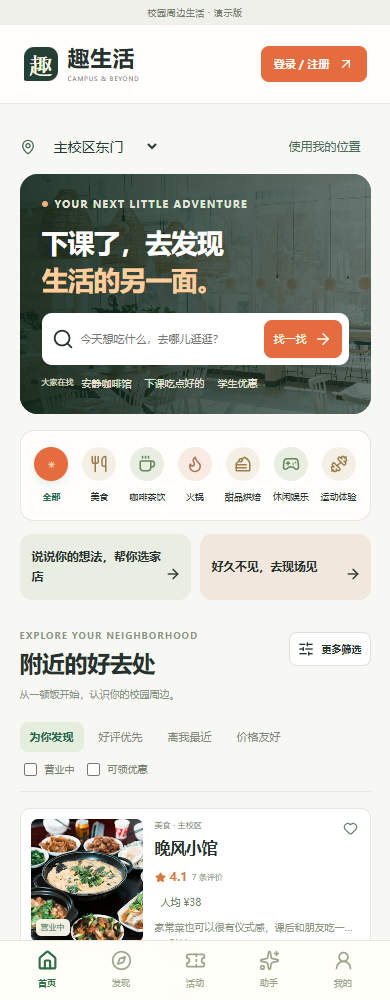 校园周边生活 · 演示版
趣
趣生活
CAMPUS & BEYOND
登录 / 注册
主校区东门
使用我的位置
YOUR NEXT LITTLE ADVENTURE
下课了，去发现
生活的另一面。
今天想吃什么，去哪儿逛逛？
找一找
大家在找 安静咖啡馆 下课吃点好的 学生优惠
全部 美食 咖啡茶饮 火锅 甜品烘焙 休闲娱乐 运动体验
说说你的想法，帮你选家店
好久不见，去现场见
EXPLORE YOUR NEIGHBORHOOD
附近的好去处
更多筛选
从一顿饭开始，认识你的校园周边。
为你发现 好评优先 离我最近 价格友好
营业中 可领优惠
美食 · 主校区
晚风小馆
4.1 7 条评价
人均 ¥38
家常菜也可以很有仪式感，课后和朋友吃一...
营业中
首页 发现 活动 助手 我的